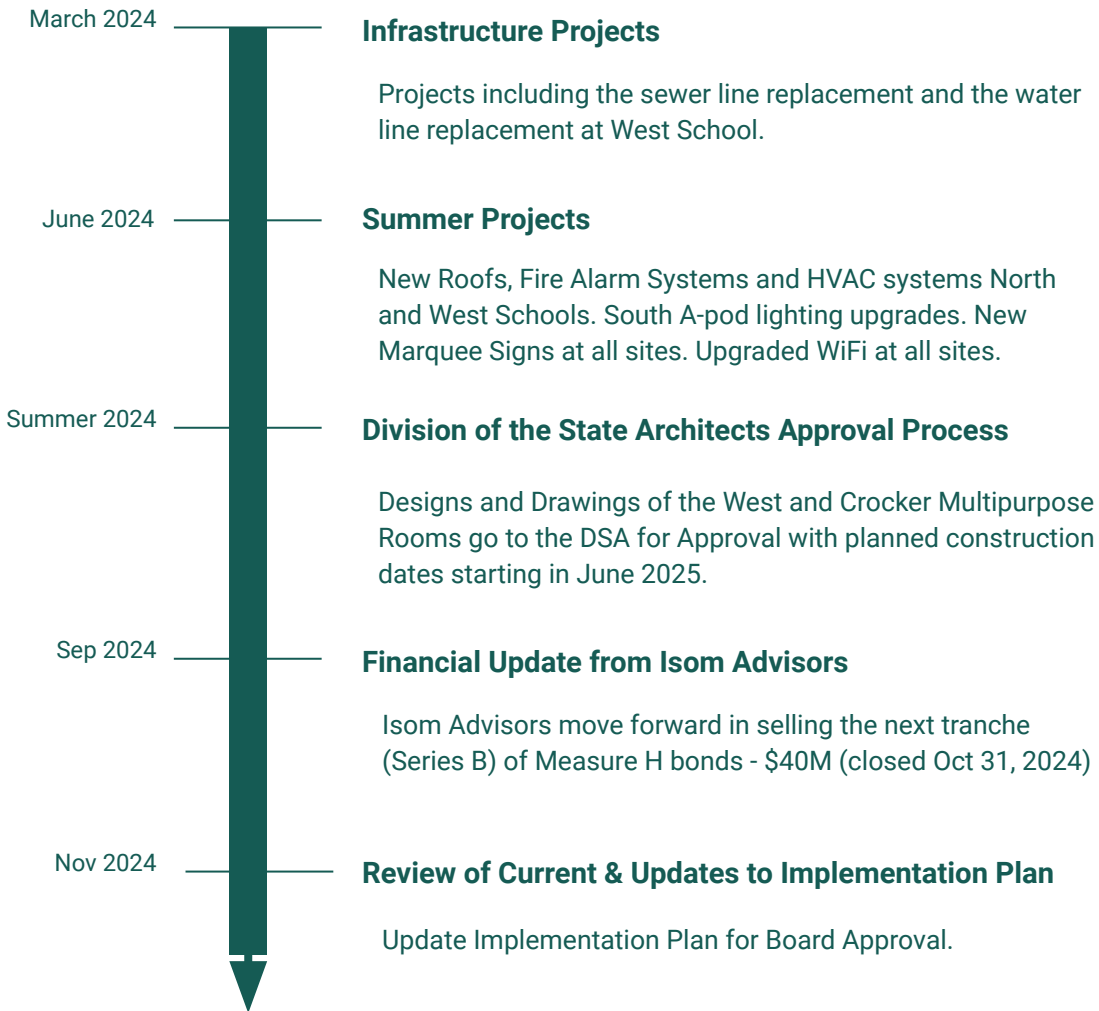 March 2024
Infrastructure Projects
Projects including the sewer line replacement and the water
line replacement at West School.
June 2024
Summer Projects
New Roofs, Fire Alarm Systems and HVAC systems North
and West Schools. South A-pod lighting upgrades. New
Marquee Signs at all sites. Upgraded WiFi at all sites.
Summer 2024
Division of the State Architects Approval Process
Designs and Drawings of the West and Crocker Multipurpose
Rooms go to the DSA for Approval with planned construction
dates starting in June 2025.
Sep 2024
Financial Update from Isom Advisors
Isom Advisors move forward in selling the next tranche
(Series B) of Measure H bonds - $40M (closed Oct 31, 2024)
Nov 2024
Review of Current & Updates to Implementation Plan
Update Implementation Plan for Board Approval.